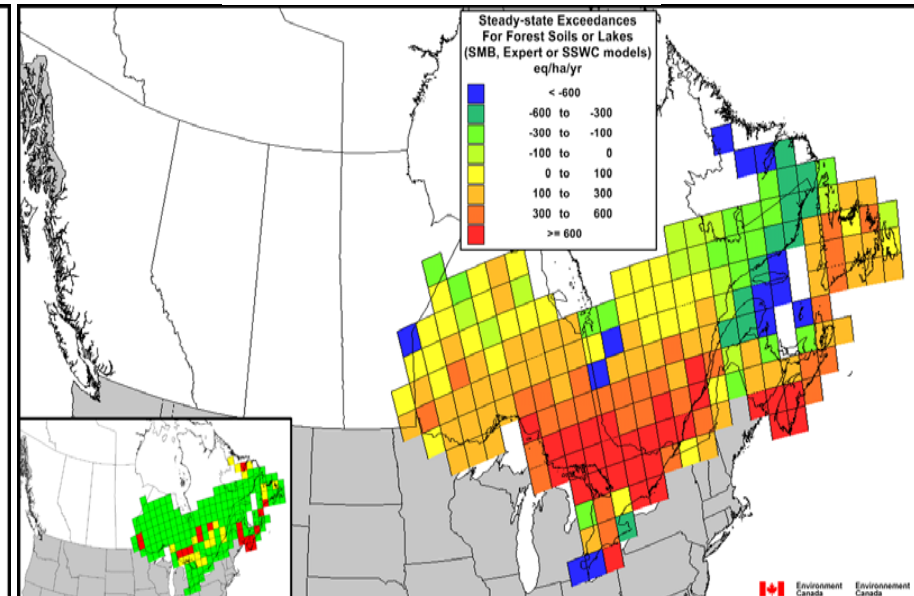 Steady-state Exceedances
For Forest Soils or Lakes
(SMB, Expert or SSWC models)
eq/ha/yr
< -600
-600 to -300
-300 to -100
-100 to 0
0 to 100
100 to 300
300 to 600
>= 600
Environment Environnement
Canada Canada